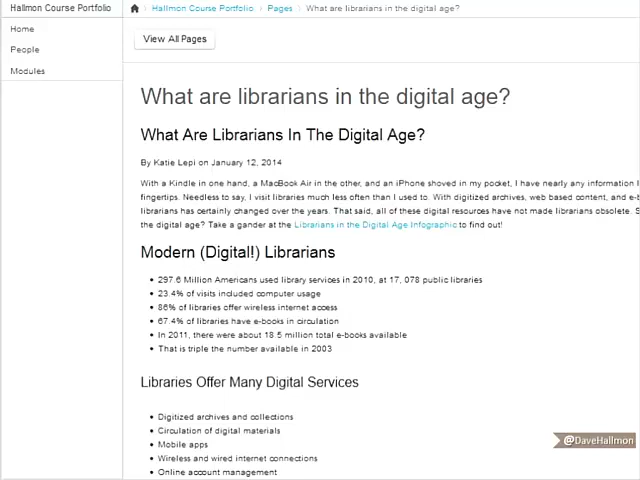 Hallmon Course Portfolio
Hallmon Course Portfolio › Pages › What are librarians in the digital age?
Home
People
Modules
View All Pages
What are librarians in the digital age?
What Are Librarians In The Digital Age?
By Katie Lepi on January 12, 2014
With a Kindle in one hand, a MacBook Air in the other, and an iPhone shoved in my pocket, I have nearly any information I
fingertips. Needless to say, I visit libraries much less often than I used to. With digitized archives, web based content, and e-b
librarians has certainly changed over the years. That said, all of these digital resources have not made librarians obsolete. S
the digital age? Take a gander at the Librarians in the Digital Age Infographic to find out!
Modern (Digital!) Librarians
297.6 Million Americans used library services in 2010, at 17, 078 public libraries
23.4% of visits included computer usage
86% of libraries offer wireless internet access
67.4% of libraries have e-books in circulation
In 2011, there were about 18.5 million total e-books available
That is triple the number available in 2003
Libraries Offer Many Digital Services
Digitized archives and collections
Circulation of digital materials
Mobile apps
Wireless and wired internet connections
Online account management
@DaveHallmon